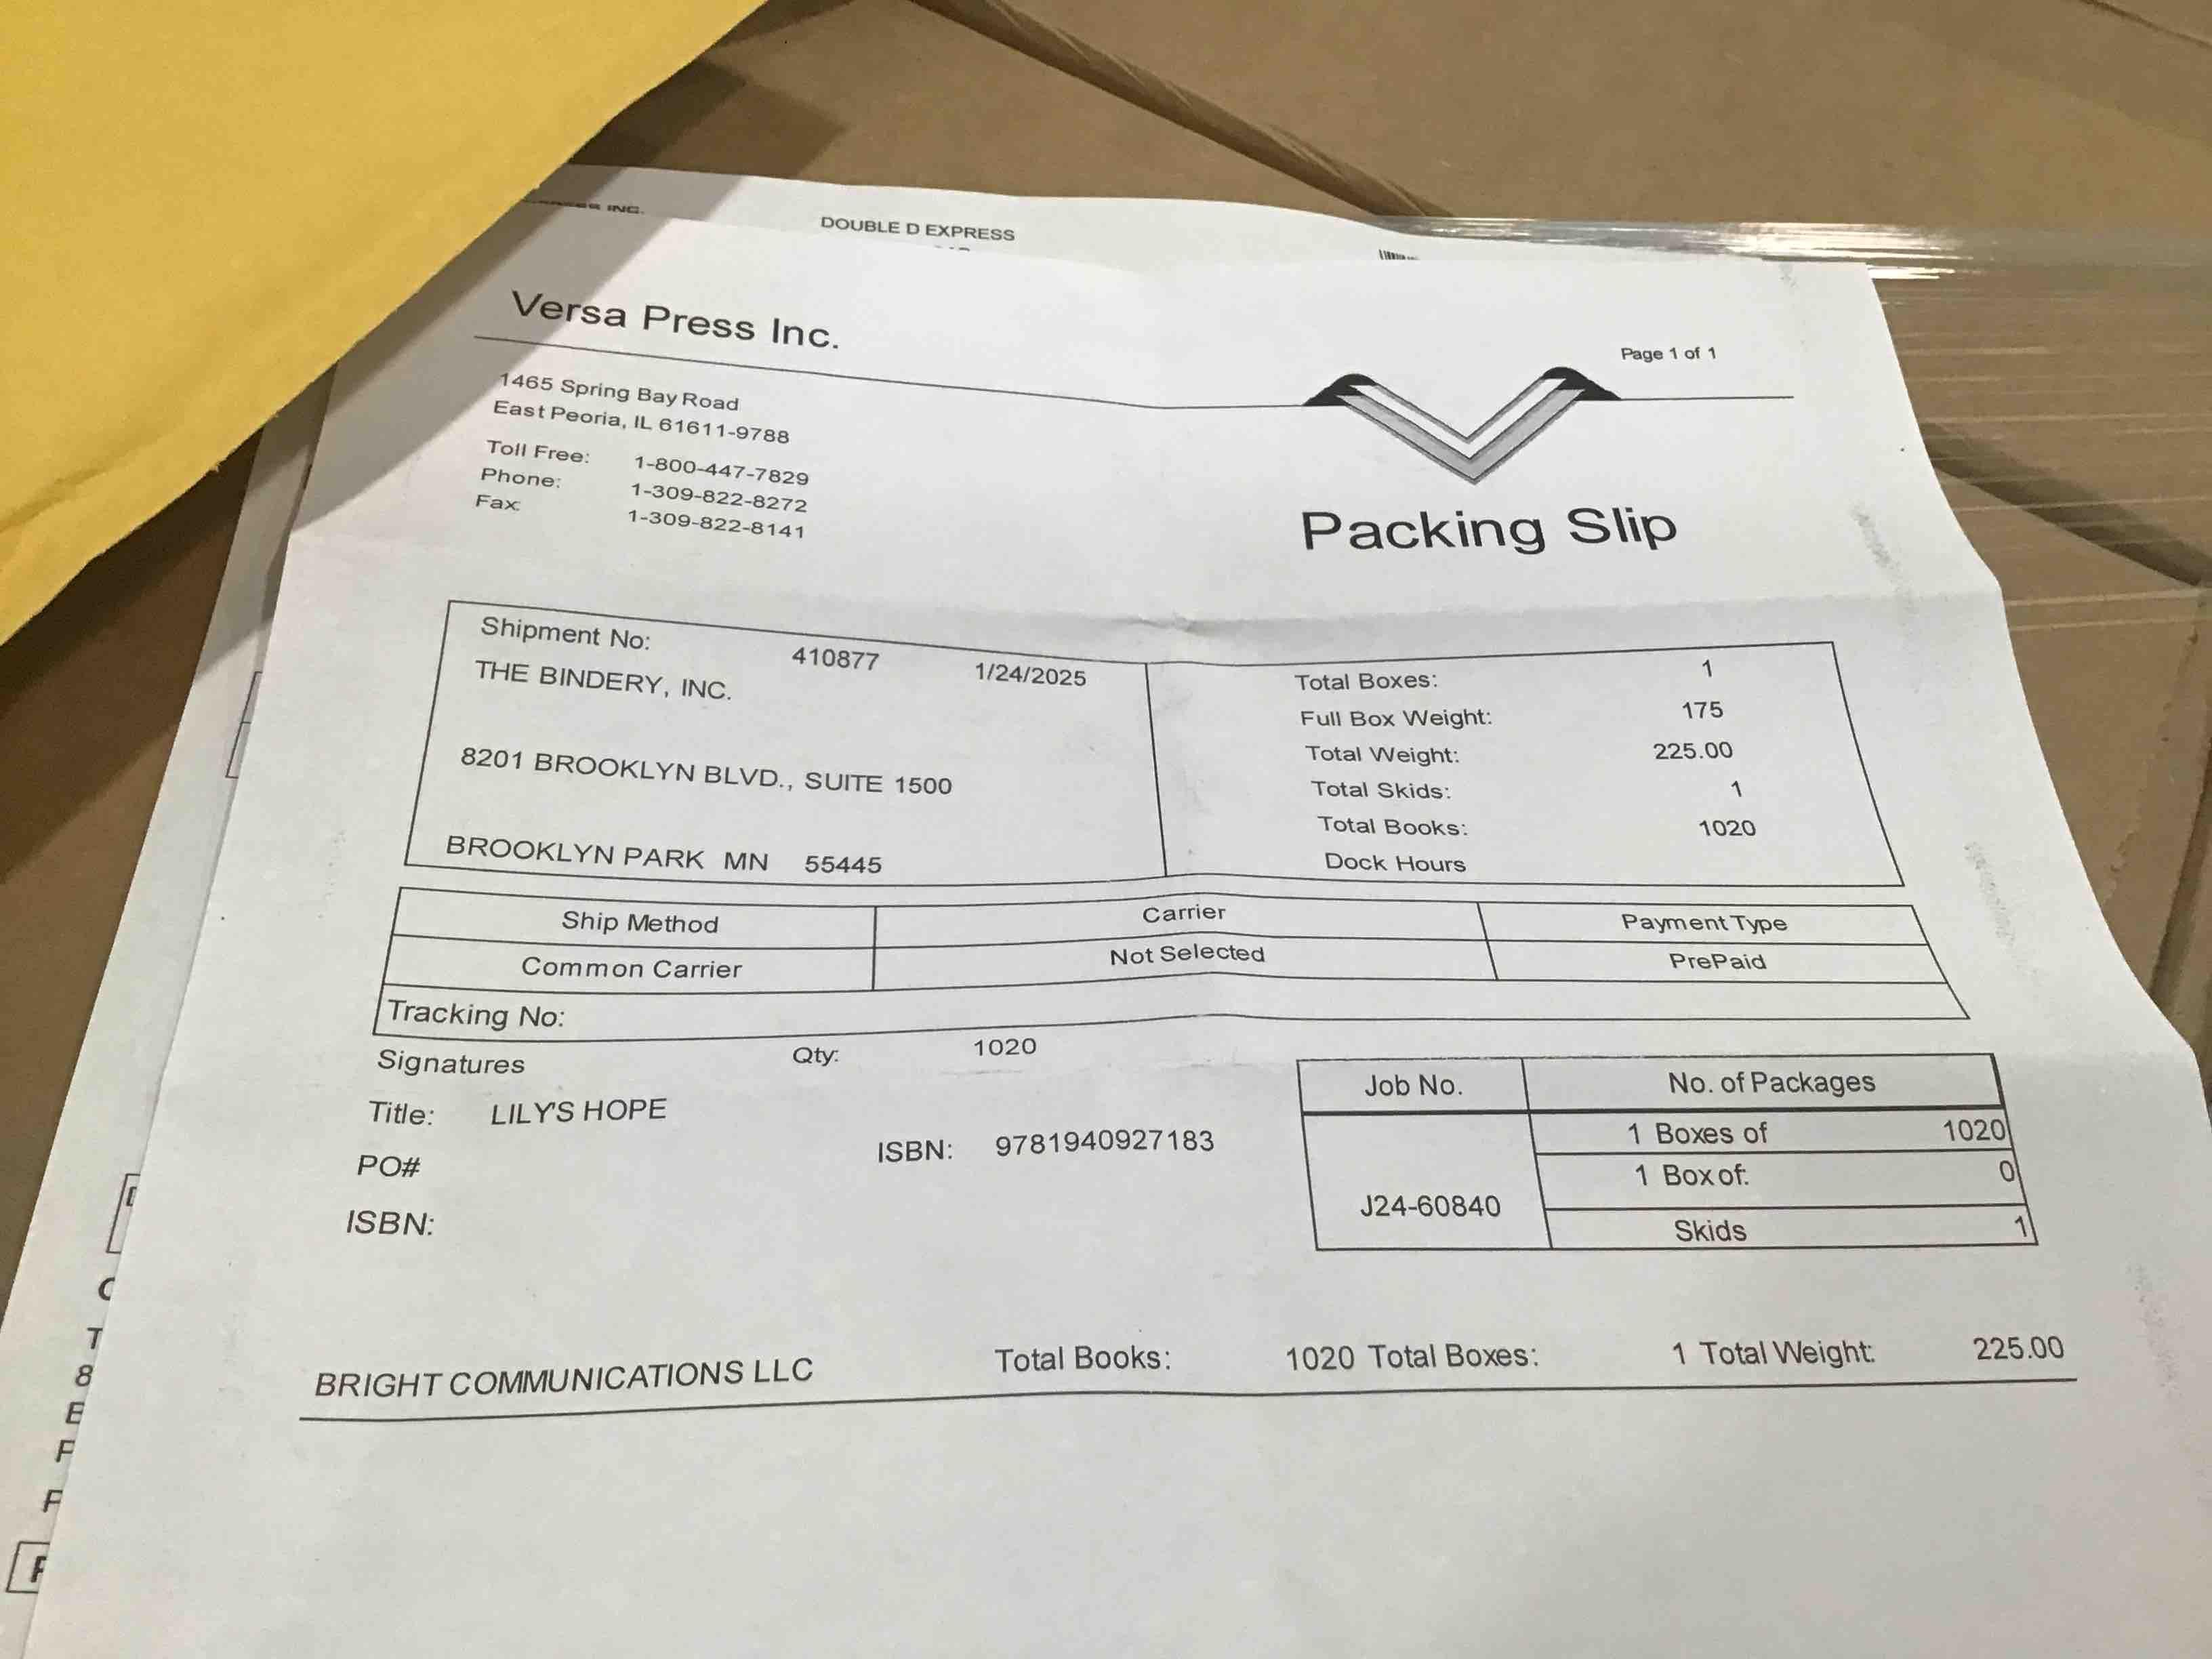 INC.
DOUBLE D EXPRESS
Versa Press Inc.
Page 1 of 1
1465 Spring Bay Road
East Peoria, IL 61611-9788
Toll Free: 1-800-447-7829
Phone: 1-309-822-8272
Fax: 1-309-822-8141
Packing Slip
Shipment No: 410877 1/24/2025
THE BINDERY, INC.
8201 BROOKLYN BLVD., SUITE 1500
BROOKLYN PARK MN 55445
Total Boxes: 1
Full Box Weight: 175
Total Weight: 225.00
Total Skids: 1
Total Books: 1020
Dock Hours
Ship Method Carrier Payment Type
Common Carrier Not Selected PrePaid
Tracking No:
Signatures Qty: 1020
Title: LILY'S HOPE
PO# ISBN: 9781940927183
ISBN:
Job No. No. of Packages
1 Boxes of 1020
1 Box of: 0
J24-60840
Skids 1
BRIGHT COMMUNICATIONS LLC Total Books: 1020 Total Boxes: 1 Total Weight: 225.00
C
T
8
E
F
F
F